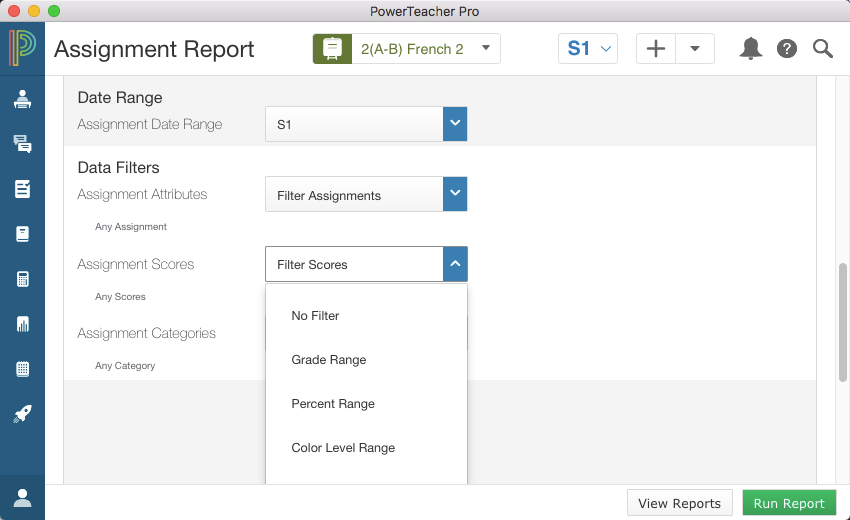 PowerTeacher Pro
Assignment Report
2(A-B) French 2
S1
Date Range
Assignment Date Range
S1
Data Filters
Assignment Attributes
Filter Assignments
Any Assignment
Assignment Scores
Filter Scores
Any Scores
No Filter
Assignment Categories
Grade Range
Any Category
Percent Range
Color Level Range
View Reports
Run Report